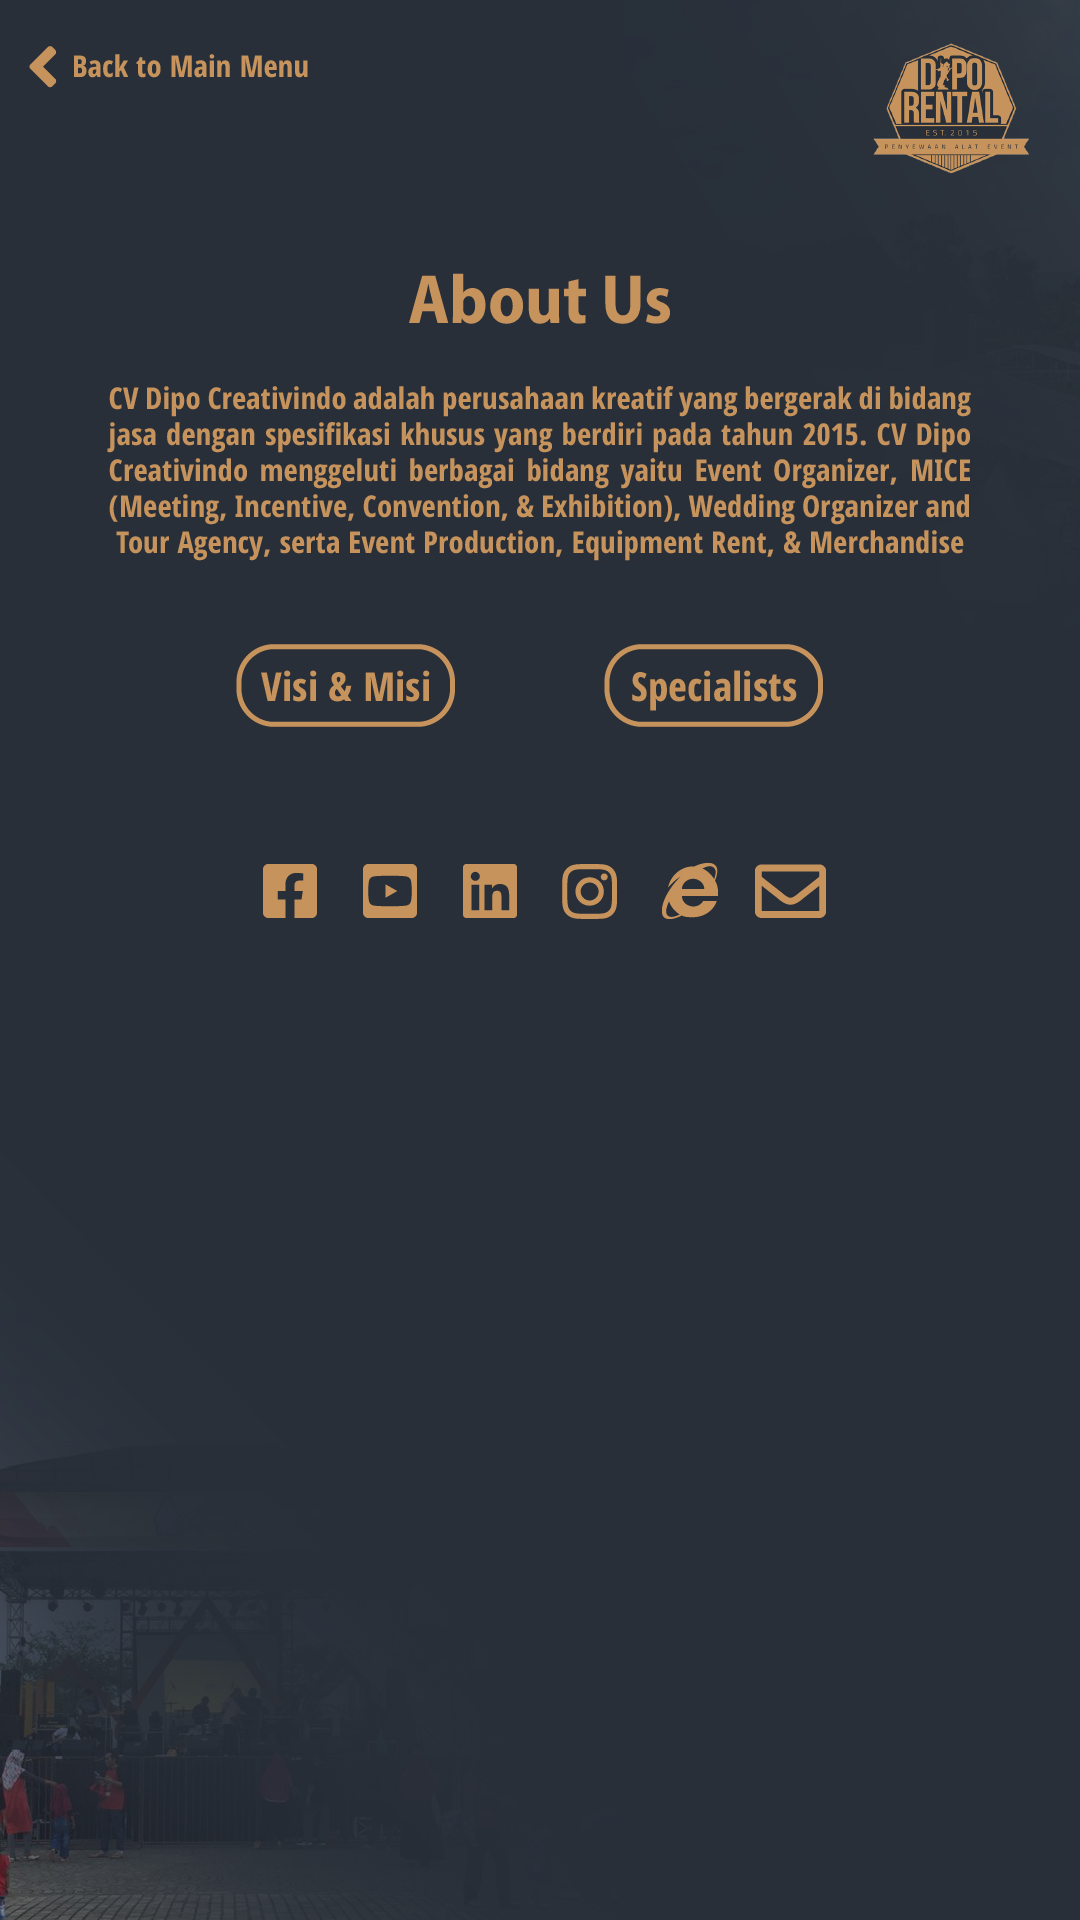 Back to Main Menu
DIPO
RENTAL
EST. 2015
PENYEWAAN ALAT EVENT
About Us
CV Dipo Creativindo adalah perusahaan kreatif yang bergerak di bidang
jasa dengan spesifikasi khusus yang berdiri pada tahun 2015. CV Dipo
Creativindo menggeluti berbagai bidang yaitu Event Organizer, MICE
(Meeting, Incentive, Convention, & Exhibition), Wedding Organizer and
Tour Agency, serta Event Production, Equipment Rent, & Merchandise
Visi & Misi
Specialists